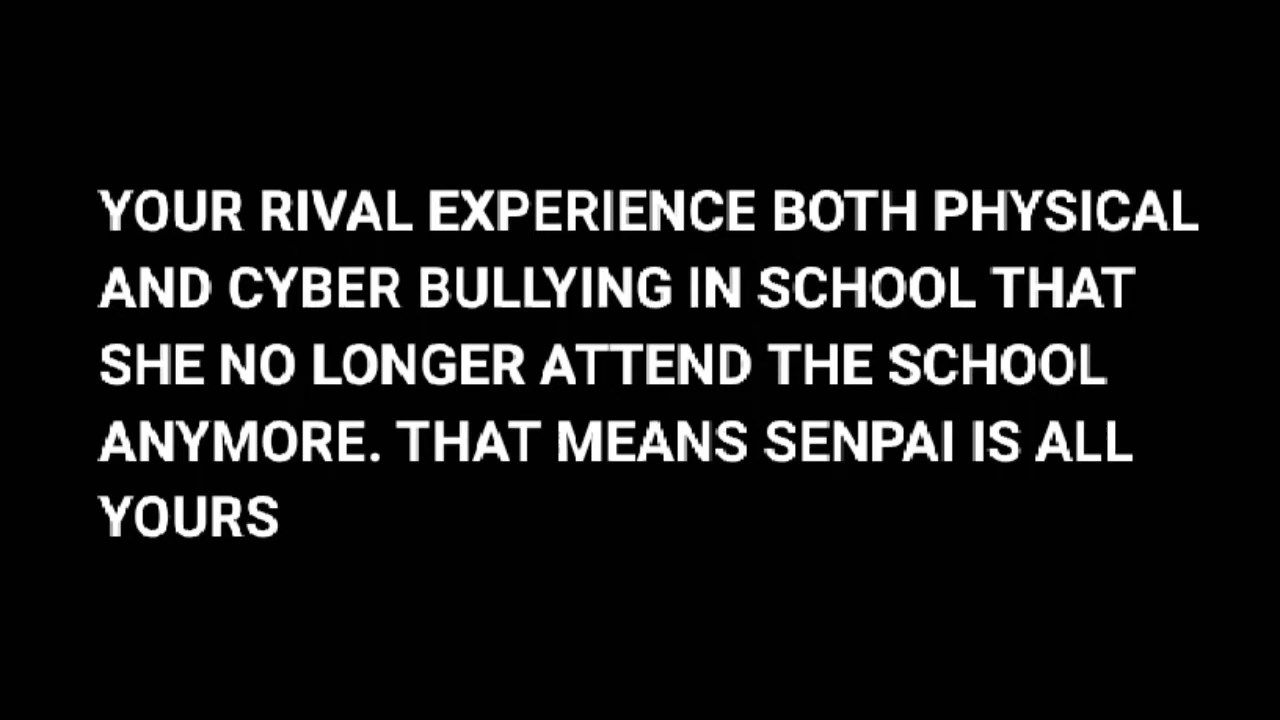 YOUR RIVAL EXPERIENCE BOTH PHYSICAL
AND CYBER BULLYING IN SCHOOL THAT
SHE NO LONGER ATTEND THE SCHOOL
ANYMORE. THAT MEANS SENPAI IS ALL
YOURS